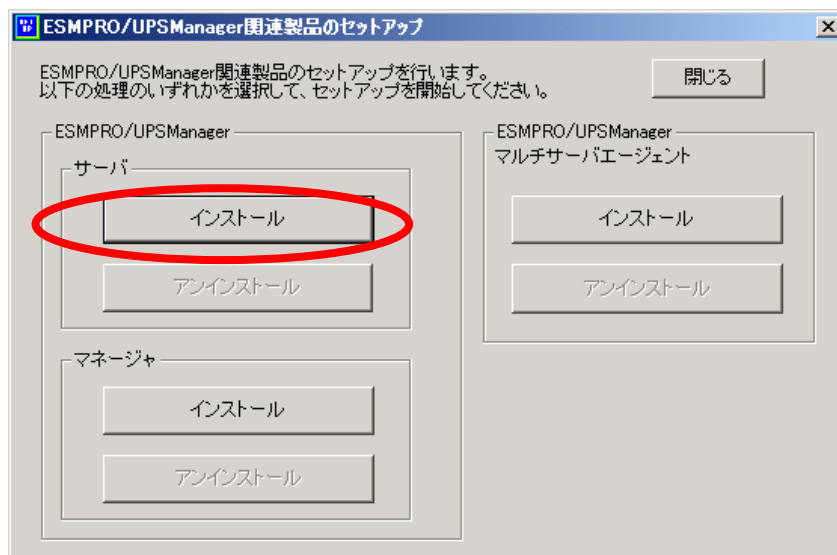 ESMPRO/UPSManager関連製品のセットアップ
ESMPRO/UPSManager関連製品のセットアップを行います。
以下の処理のいずれかを選択して、セットアップを開始してください。
閉じる
ESMPRO/UPSManager
サーバ
インストール
アンインストール
マネージャ
インストール
アンインストール
ESMPRO/UPSManager
マルチサーバエージェント
インストール
アンインストール